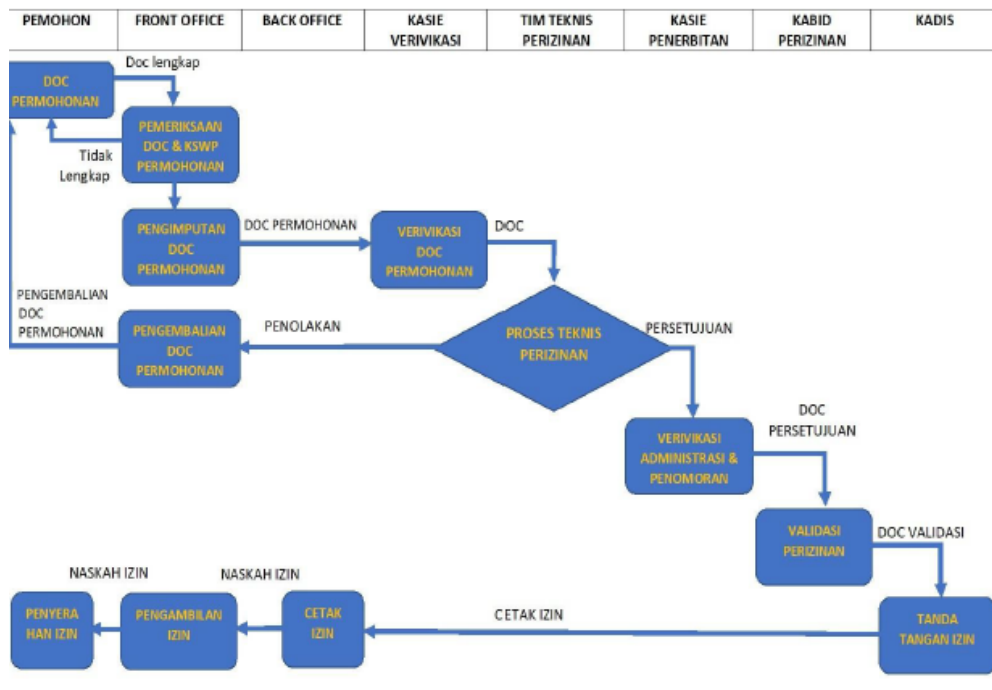 PEMOHON
FRONT OFFICE
BACK OFFICE
KASIE
VERIVIKASI
TIM TEKNIS
PERIZINAN
KASIE
PENERBITAN
KABID
PERIZINAN
KADIS
Doc lengkap
DOC
PERMOHONAN
PEMERIKSAAN
DOC & KSWP
PERMOHONAN
Tidak
Lengkap
PENGIMPUTAN
DOC
PERMOHONAN
DOC PERMOHONAN
VERIVIKASI
DOC
PERMOHONAN
DOC
PENGEMBALIAN
DOC
PERMOHONAN
PENGEMBALIAN
DOC
PERMOHONAN
PENOLAKAN
PROSES TEKNIS
PERIZINAN
PERSETUJUAN
VERIVIKASI
ADMINISTRASI &
PENOMORAN
DOC
PERSETUJUAN
VALIDASI
PERIZINAN
DOC VALIDASI
NASKAH IZIN
NASKAH IZIN
PENYERA
HAN IZIN
PENGAMBILAN
IZIN
CETAK
IZIN
CETAK IZIN
TANDA
TANGAN IZIN